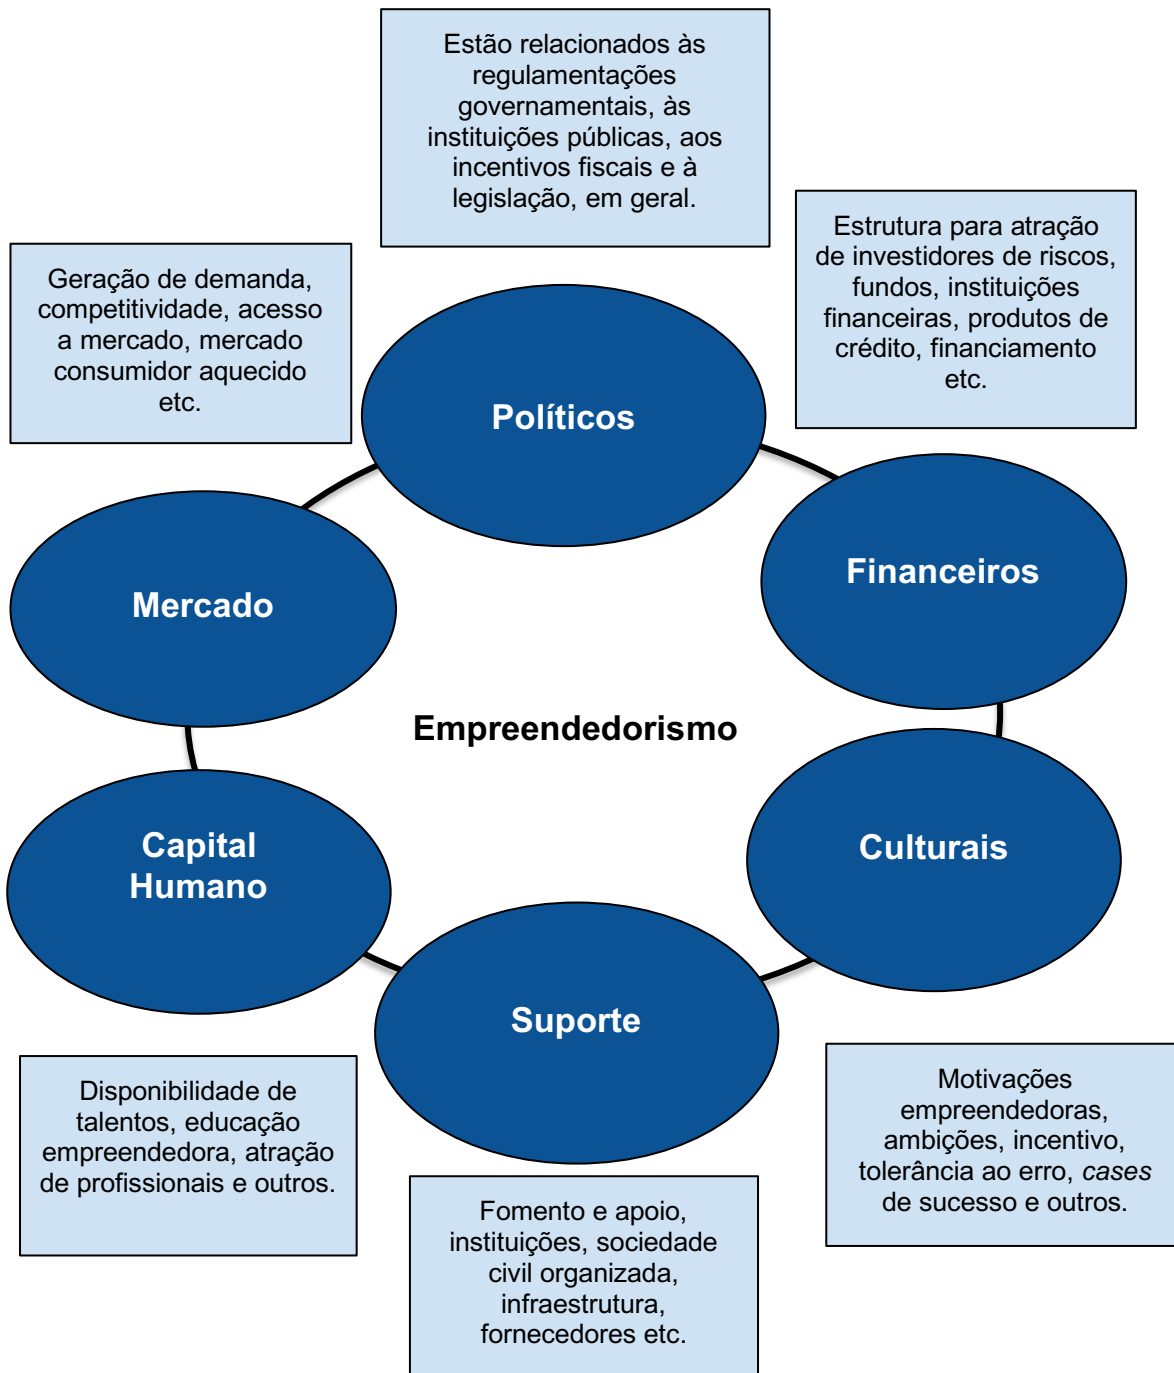 Estão relacionados às
regulamentações
governamentais, às
instituições públicas, aos
incentivos fiscais e à
legislação, em geral.
Estrutura para atração
de investidores de riscos,
fundos, instituições
financeiras, produtos de
crédito, financiamento
etc.
Geração de demanda,
competitividade, acesso
a mercado, mercado
consumidor aquecido
etc.
Políticos
Financeiros
Mercado
Empreendedorismo
Culturais
Capital
Humano
Suporte
Disponibilidade de
talentos, educação
empreendedora, atração
de profissionais e outros.
Motivações
empreendedoras,
ambições, incentivo,
tolerância ao erro, cases
de sucesso e outros.
Fomento e apoio,
instituições, sociedade
civil organizada,
infraestrutura,
fornecedores etc.